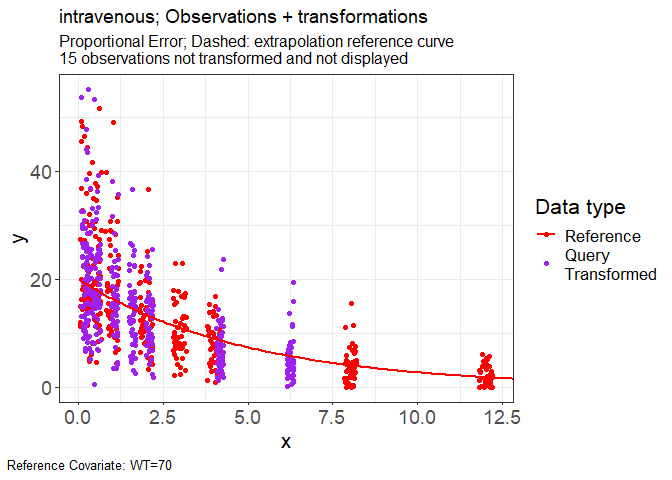 intravenous; Observations + transformations
Proportional Error; Dashed: extrapolation reference curve
15 observations not transformed and not displayed
y
40
20
0
0.0 2.5 5.0 7.5 10.0 12.5
x
Data type
Reference
Query
Transformed
Reference Covariate: WT=70